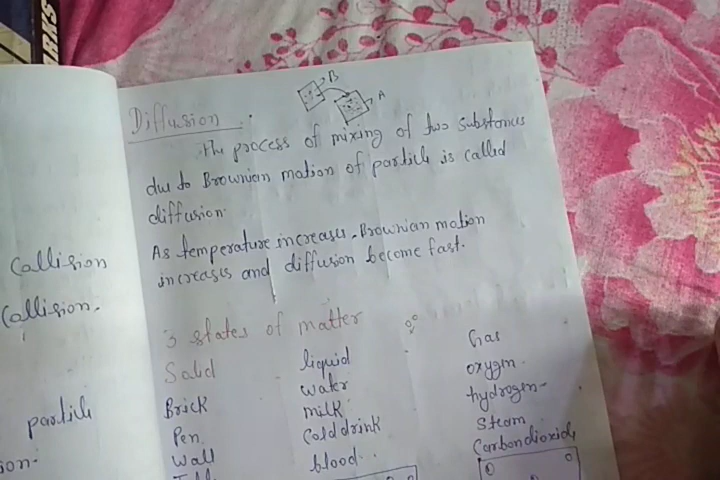 ARKS
B
A
Diffusion :
The process of mixing of two substances
due to Brownian motion of particle is called
diffusion.
As temperature increases, Brownian motion
increases and diffusion become fast.
Collision
Collision.
particle
ion.
3 states of matter
Solid liquid Gas
Brick water oxygen.
Pen. milk hydrogen.
Wall cold drink Steam
blood.. Carbondioxide